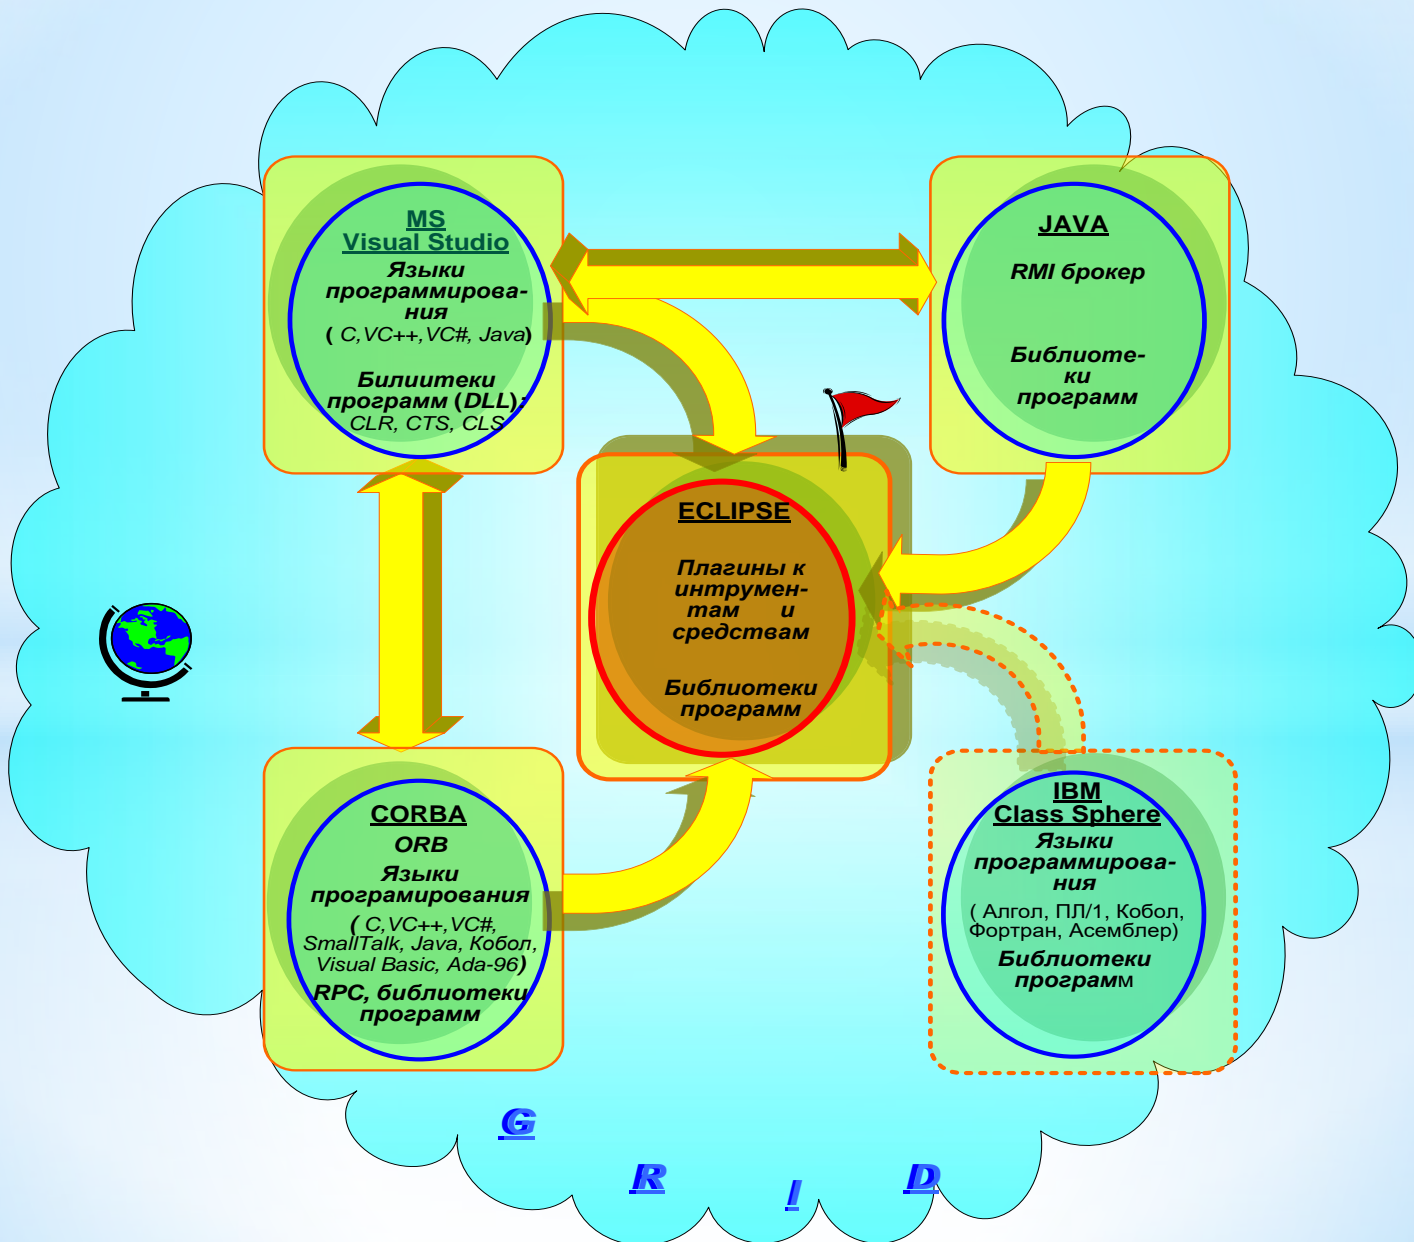 MS
Visual Studio
Языки
программирова-
ния
( C,VC++,VC#, Java)
Билиитеки
программ (DLL):
CLR, CTS, CLS
JAVA
RMI брокер
Библиоте-
ки
программ
ECLIPSE
Плагины к
интрумен-
там и
средствам
Библиотеки
программ
CORBA
ORB
Языки
програмирования
( C,VC++,VC#,
SmallTalk, Java, Кобол,
Visual Basic, Ada-96)
RPC, библиотеки
программ
IBM
Class Sphere
Языки
программирова-
ния
( Алгол, ПЛ/1, Кобол,
Фортран, Асемблер)
Библиотеки
программ
G
R I D